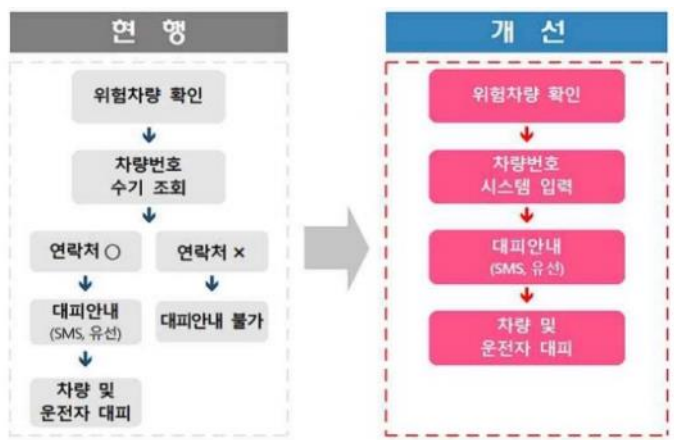 현 행
위험차량 확인
차량번호
수기 조회
연락처 ○
연락처 ×
대피안내
(SMS, 유선)
대피안내 불가
차량 및
운전자 대피
개 선
위험차량 확인
차량번호
시스템 입력
대피안내
(SMS, 유선)
차량 및
운전자 대피